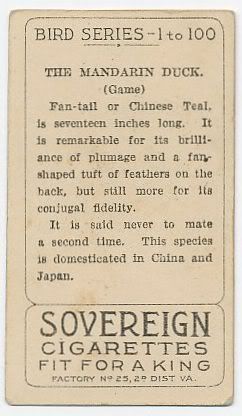 BIRD SERIES-1 to 100
THE MANDARIN DUCK.
(Game)
Fan-tail or Chinese Teal,
is seventeen inches long. It
is remarkable for its brilli-
ance of plumage and a fan-
shaped tuft of feathers on the
back, but still more for its
conjugal fidelity.
It is said never to mate
a second time. This species
is domesticated in China and
Japan.
SOVEREIGN
CIGARETTES
FIT FOR A KING
FACTORY No 25, 2D DIST VA.